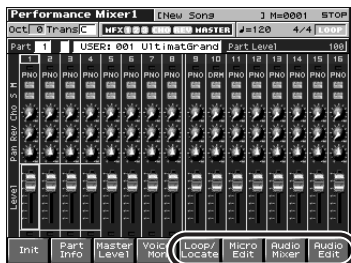 Performance Mixer1 [New Song ] M=0001 STOP
Oct 0 Trans C MFX 1 2 3 CHO REV MASTER ♩=120 4/4 LOOP
Part 1 USER: 001 UltimatGrand Part Level 100
1 2 3 4 5 6 7 8 9 10 11 12 13 14 15 16
PNO PNO PNO PNO PNO PNO PNO PNO PNO DRM PNO PNO PNO PNO PNO PNO
Pan Rev Cho S M
Level
Init Part Info Master Level Voice Mon Loop/ Locate Micro Edit Audio Mixer Audio Edit